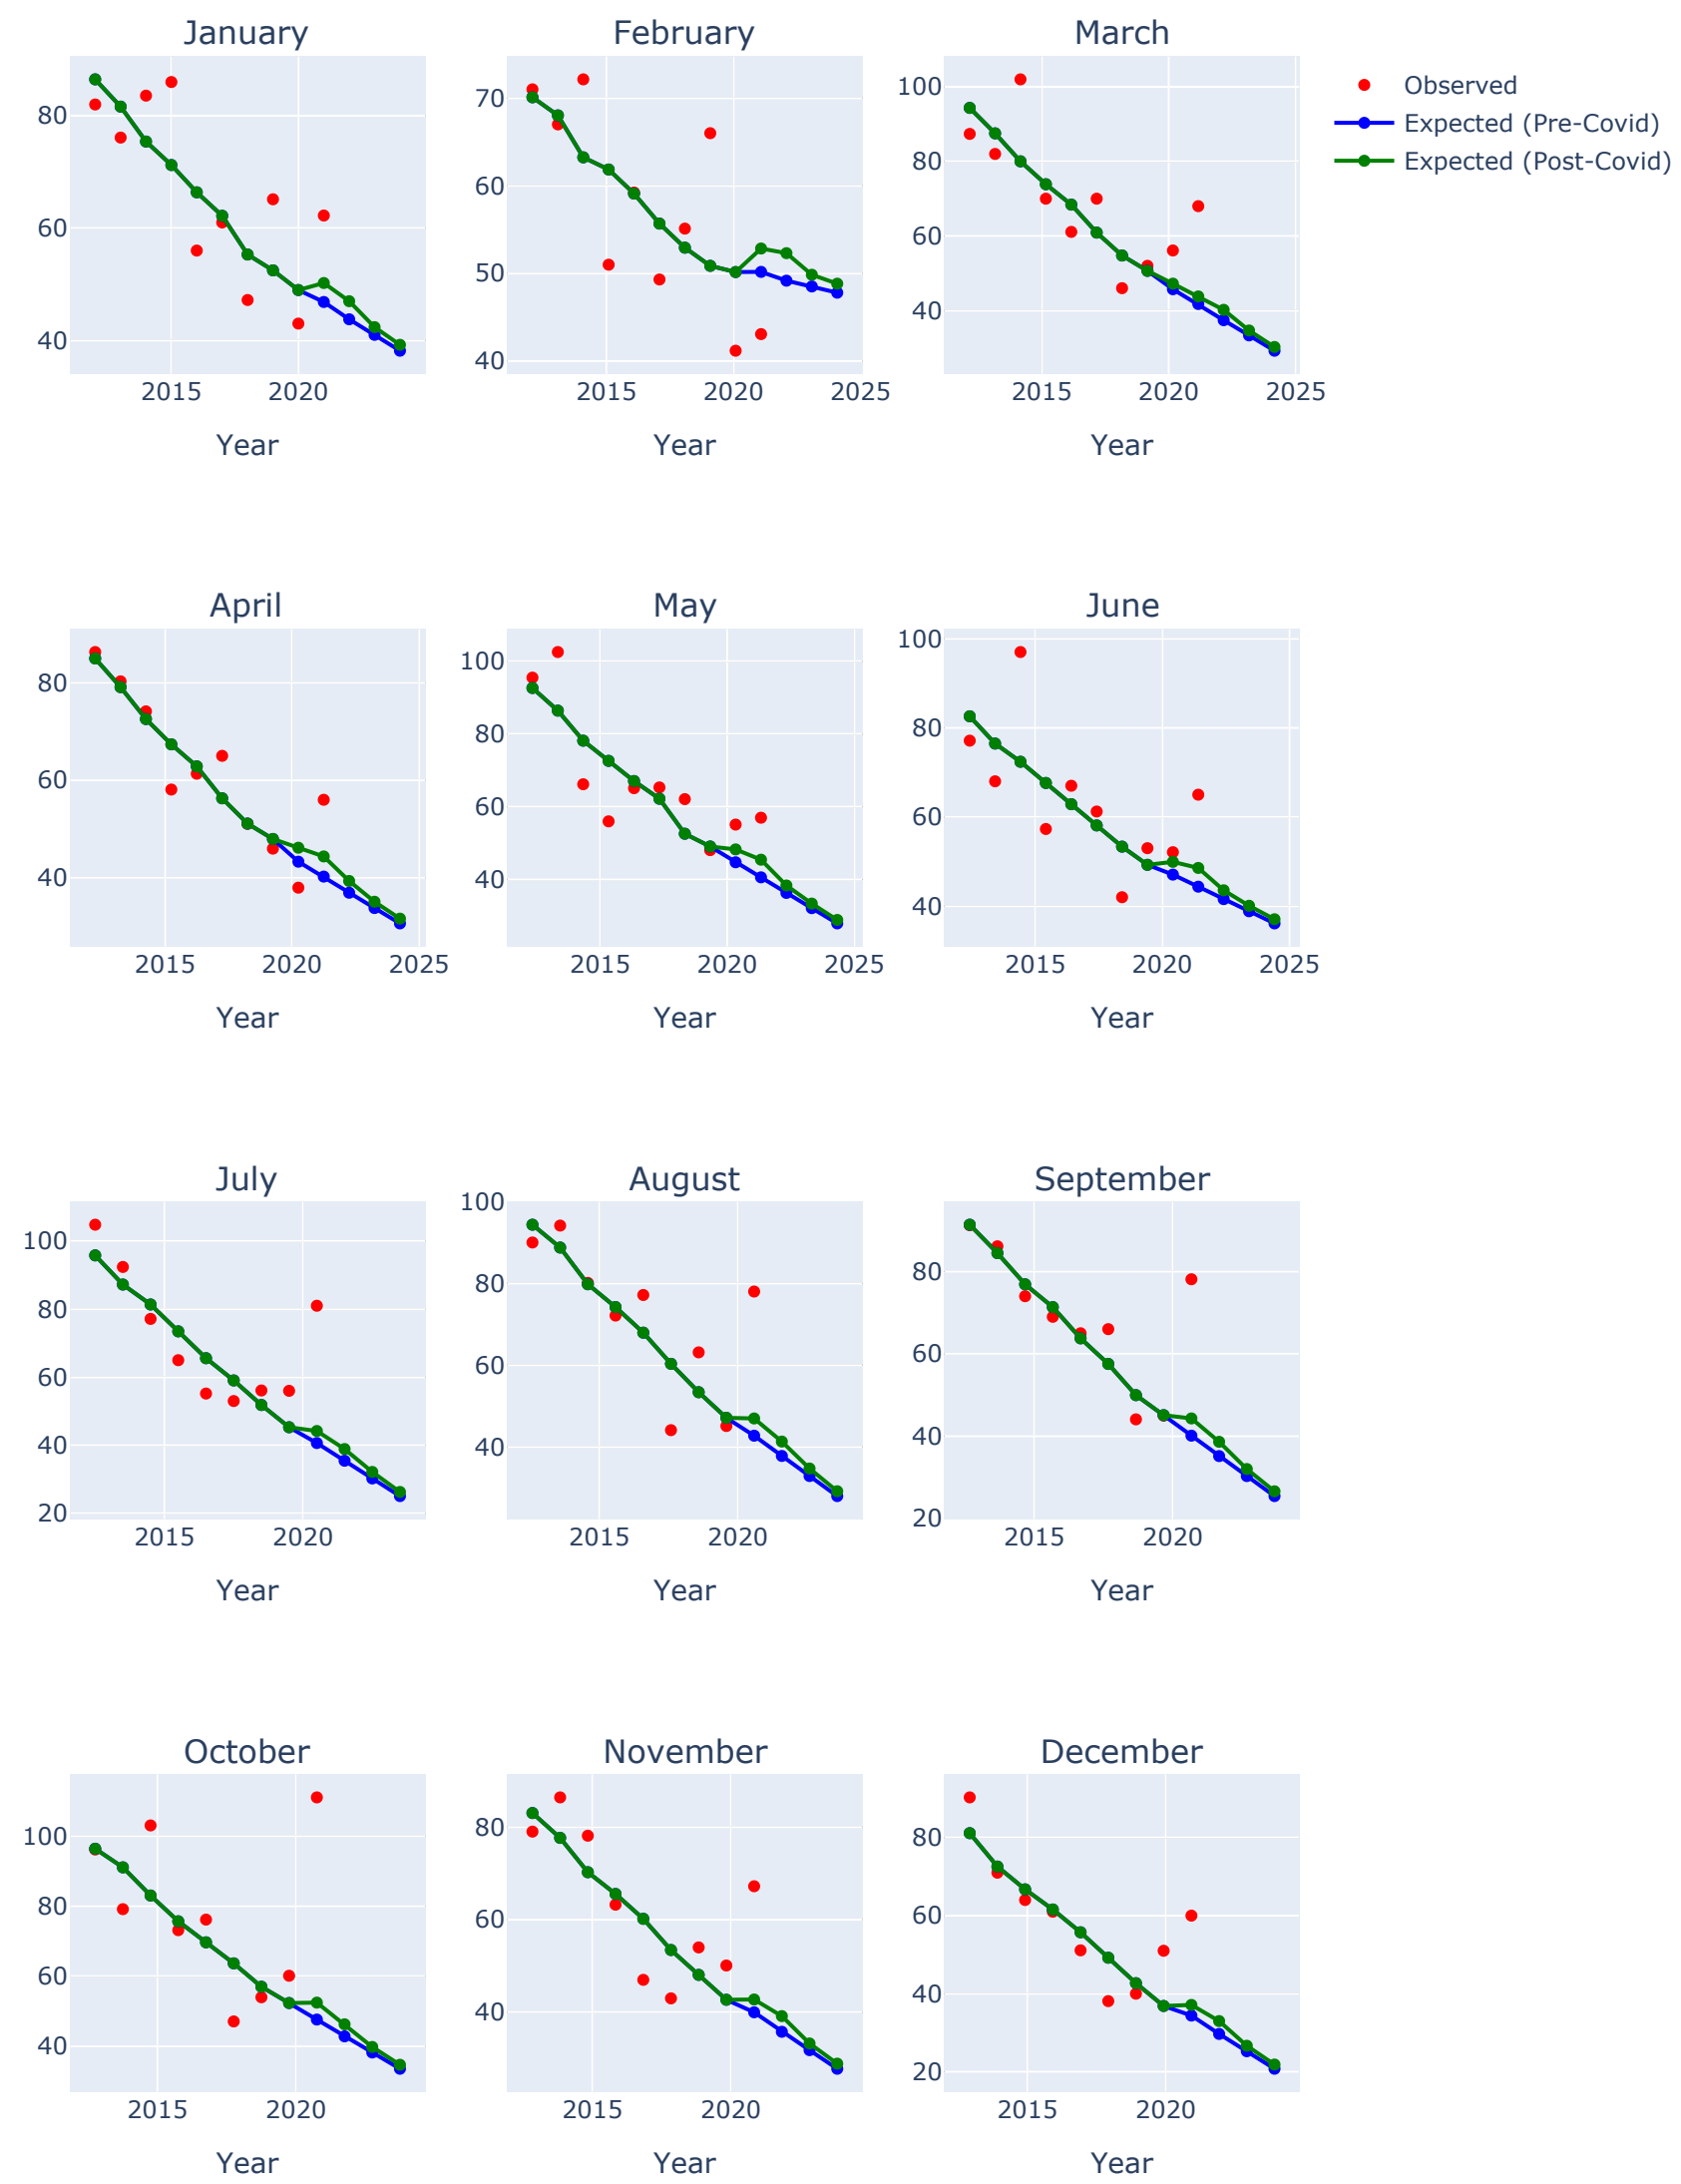 January
February
March
Observed
Expected (Pre-Covid)
Expected (Post-Covid)
80
60
40
2015
2020
Year
70
60
50
40
2015
2020
2025
Year
100
80
60
40
2015
2020
2025
Year
April
May
June
80
60
40
2015
2020
2025
Year
100
80
60
40
2015
2020
2025
Year
100
80
60
40
2015
2020
2025
Year
July
August
September
100
80
60
40
20
2015
2020
Year
100
80
60
40
2015
2020
Year
80
60
40
20
2015
2020
Year
October
November
December
100
80
60
40
2015
2020
Year
80
60
40
2015
2020
Year
80
60
40
20
2015
2020
Year